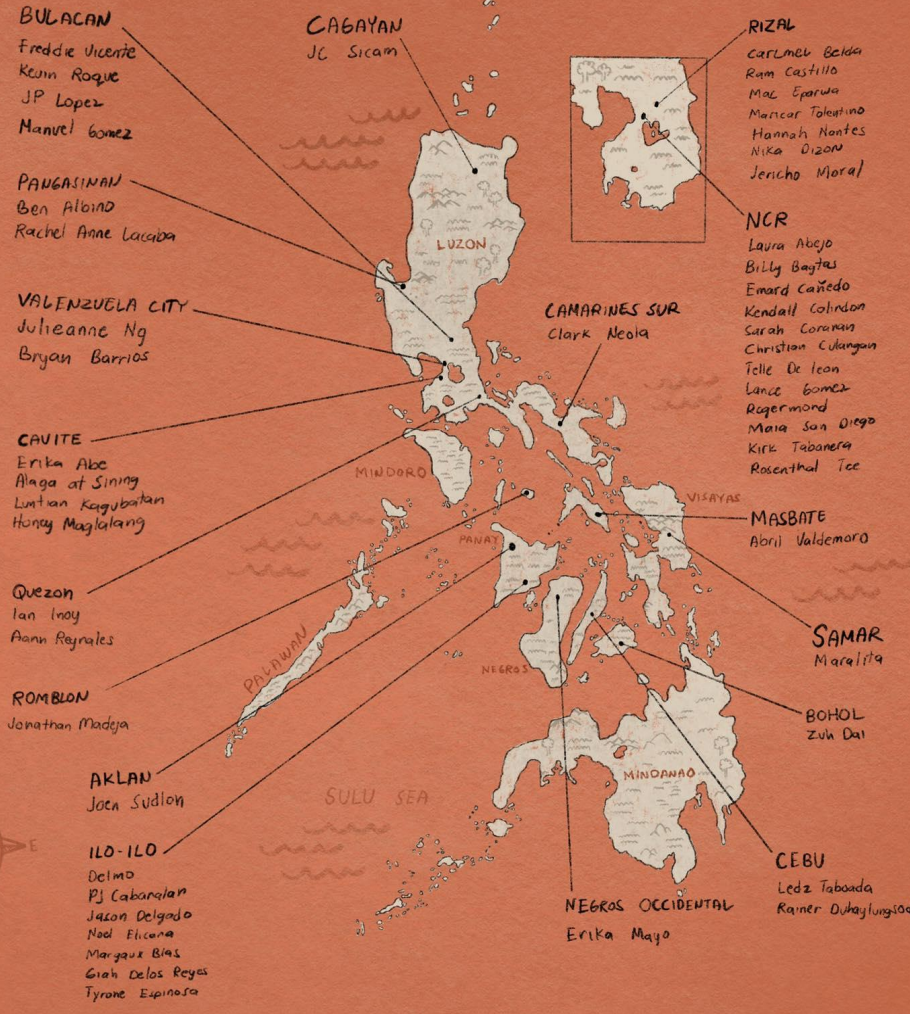 BULACAN
Freddie Vicente
Kevin Roque
JP Lopez
Manuel Gomez
CAGAYAN
JC Sicam
RIZAL
Carlmel Belda
Ram Castillo
Mac Eparwa
Maricar Tolentino
Hannah Nantes
Nika Dizon
Jericho Moral
PANGASINAN
Ben Albino
Rachel Anne Lacaba
NCR
Laura Abejo
Billy Bagtas
Emard Cañedo
Kendall Colindon
Sarah
Christian Culangan
Telle De leon
Lance Gomez
Rogermond
Maia San Diego
Kirk Tabanera
Rosenthal Tee
LUZON
VALENZUELA CITY
Julieanne Ng
Bryan Barrios
CAMARINES SUR
Clark Neola
CAVITE
Erika Abe
Alaga at Sining
Luntian Kagubatan
Honey Maglalang
MINDORO
VISAYAS
MASBATE
Abril Valdemoro
PANAY
Quezon
Ian Inoy
Aann Reynales
SAMAR
Maralita
PALAWAN
NEGROS
ROMBLON
Jonathan Madeja
BOHOL
Zuh Dai
AKLAN
Joen Sudlon
SULU SEA
MINDANAO
E
ILO-ILO
Delmo
PJ Cabanalan
Jason Delgado
Noel Elicana
Margaux Blas
Giah Delos Reyes
Tyrone Espinosa
CEBU
Ledz Taboada
Rainer
NEGROS OCCIDENTAL
Erika Mayo